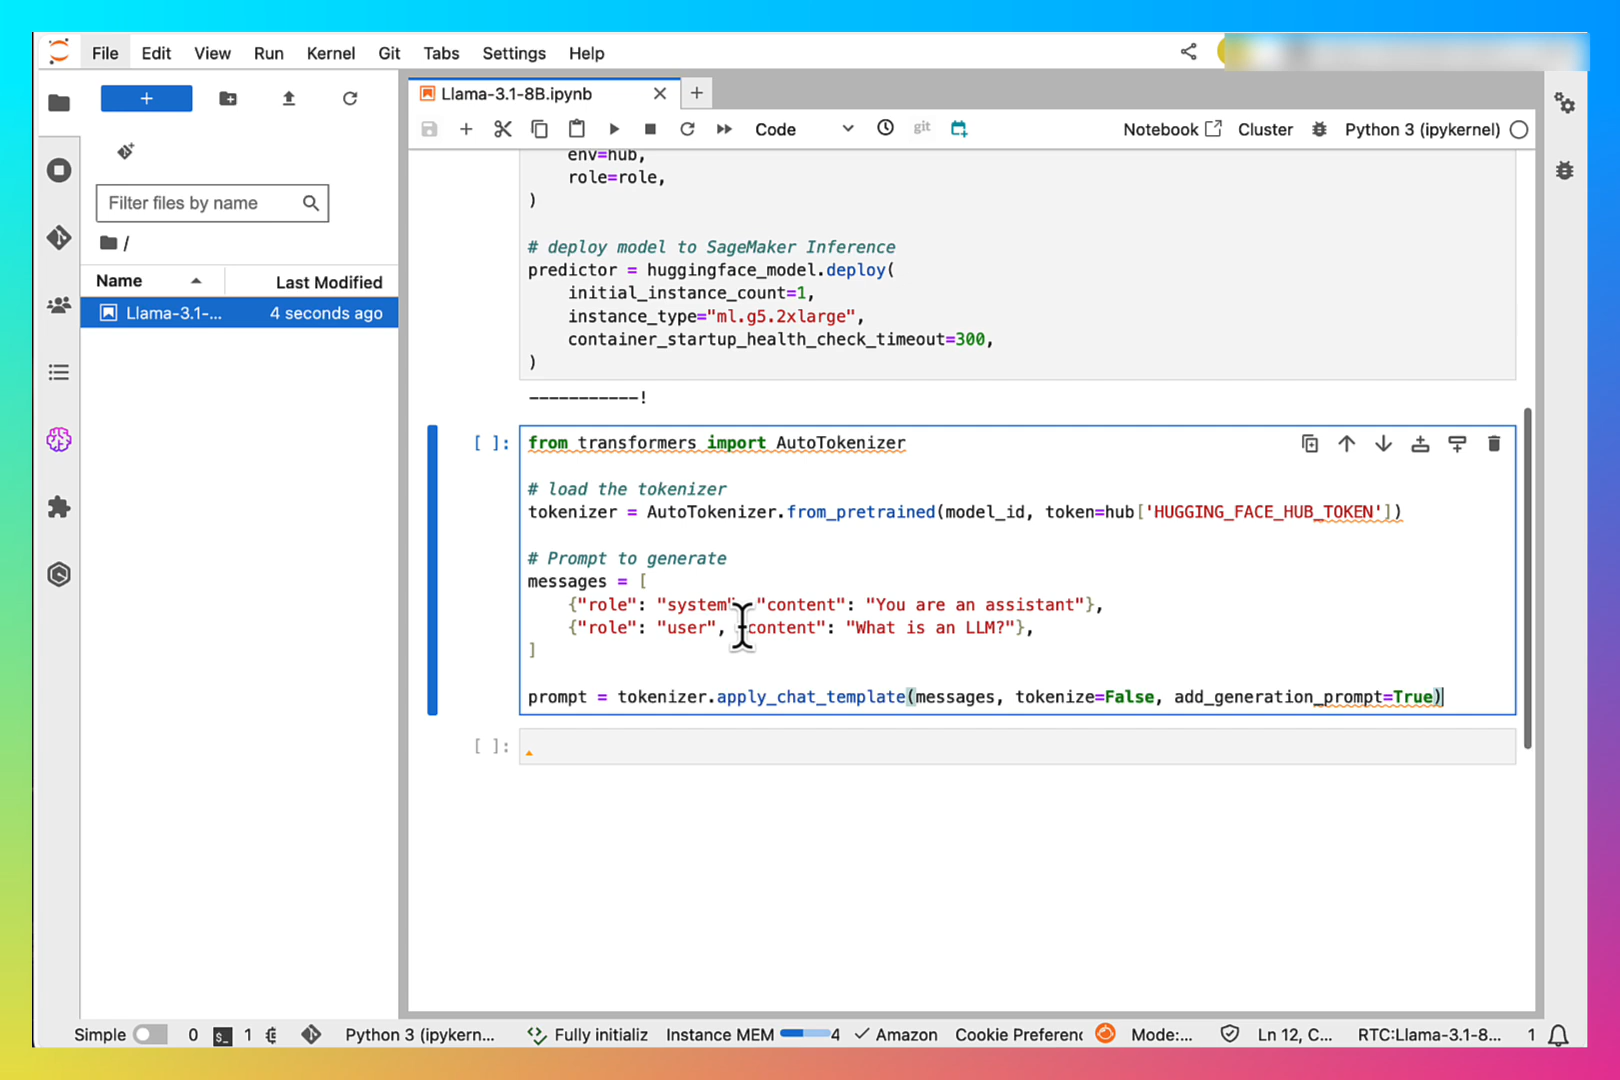 File Edit View Run Kernel Git Tabs Settings Help
+
Filter files by name
/
Name Last Modified
Llama-3.1-... 4 seconds ago
Llama-3.1-8B.ipynb
Code git Notebook Cluster Python 3 (ipykernel)
env=hub,
role=role,
)
# deploy model to SageMaker Inference
predictor = huggingface_model.deploy(
initial_instance_count=1,
instance_type="ml.g5.2xlarge",
container_startup_health_check_timeout=300,
)
-----------!
[ ]: from transformers import AutoTokenizer
# load the tokenizer
tokenizer = AutoTokenizer.from_pretrained(model_id, token=hub['HUGGING_FACE_HUB_TOKEN'])
# Prompt to generate
messages = [
{"role": "system", "content": "You are an assistant"},
{"role": "user", "content": "What is an LLM?"},
]
prompt = tokenizer.apply_chat_template(messages, tokenize=False, add_generation_prompt=True)
[ ]:
Simple 0 1 Python 3 (ipykern... Fully initializ Instance MEM 4 Amazon Cookie Preferenc Mode:... Ln 12, C... RTC:Llama-3.1-8... 1